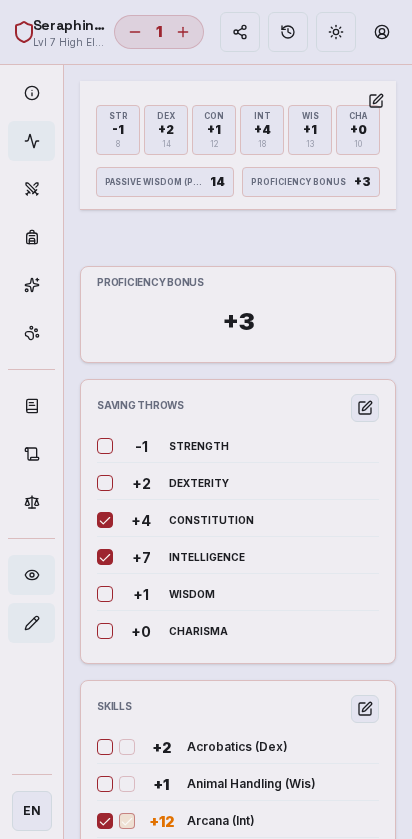 Seraphin...
Lvl 7 High El...
1
STR
-1
8
DEX
+2
14
CON
+1
12
INT
+4
18
WIS
+1
13
CHA
+0
10
PASSIVE WISDOM (P... 14
PROFICIENCY BONUS +3
PROFICIENCY BONUS
+3
SAVING THROWS
-1 STRENGTH
+2 DEXTERITY
+4 CONSTITUTION
+7 INTELLIGENCE
+1 WISDOM
+0 CHARISMA
SKILLS
+2 Acrobatics (Dex)
+1 Animal Handling (Wis)
+12 Arcana (Int)
EN